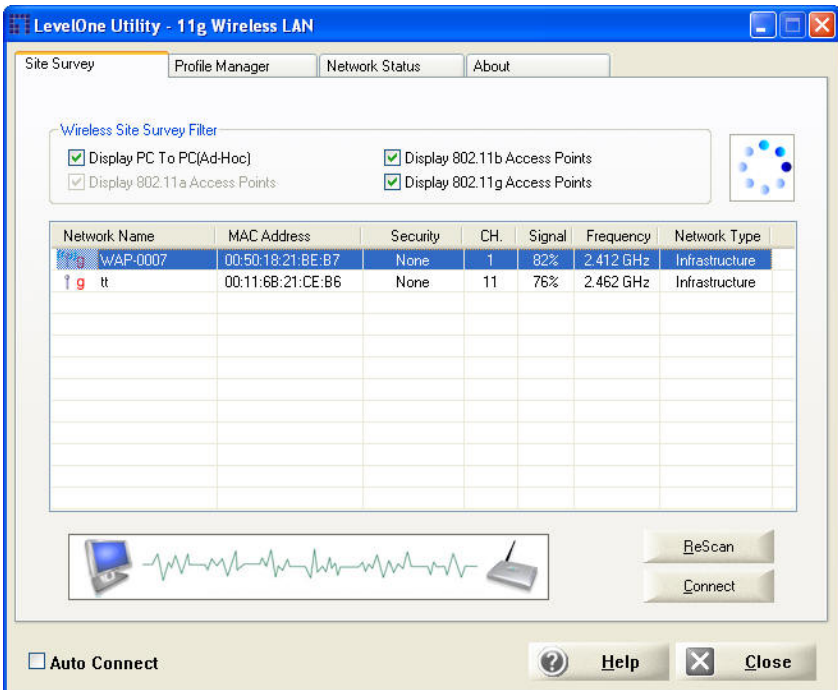 LevelOne Utility - 11g Wireless LAN
Site Survey Profile Manager Network Status About
Wireless Site Survey Filter
Display PC To PC(Ad-Hoc) Display 802.11b Access Points
Display 802.11a Access Points Display 802.11g Access Points
Network Name MAC Address Security CH. Signal Frequency Network Type
g WAP-0007 00:50:18:21:BE:B7 None 1 82% 2.412 GHz Infrastructure
g tt 00:11:6B:21:CE:B6 None 11 76% 2.462 GHz Infrastructure
ReScan
Connect
Auto Connect Help Close